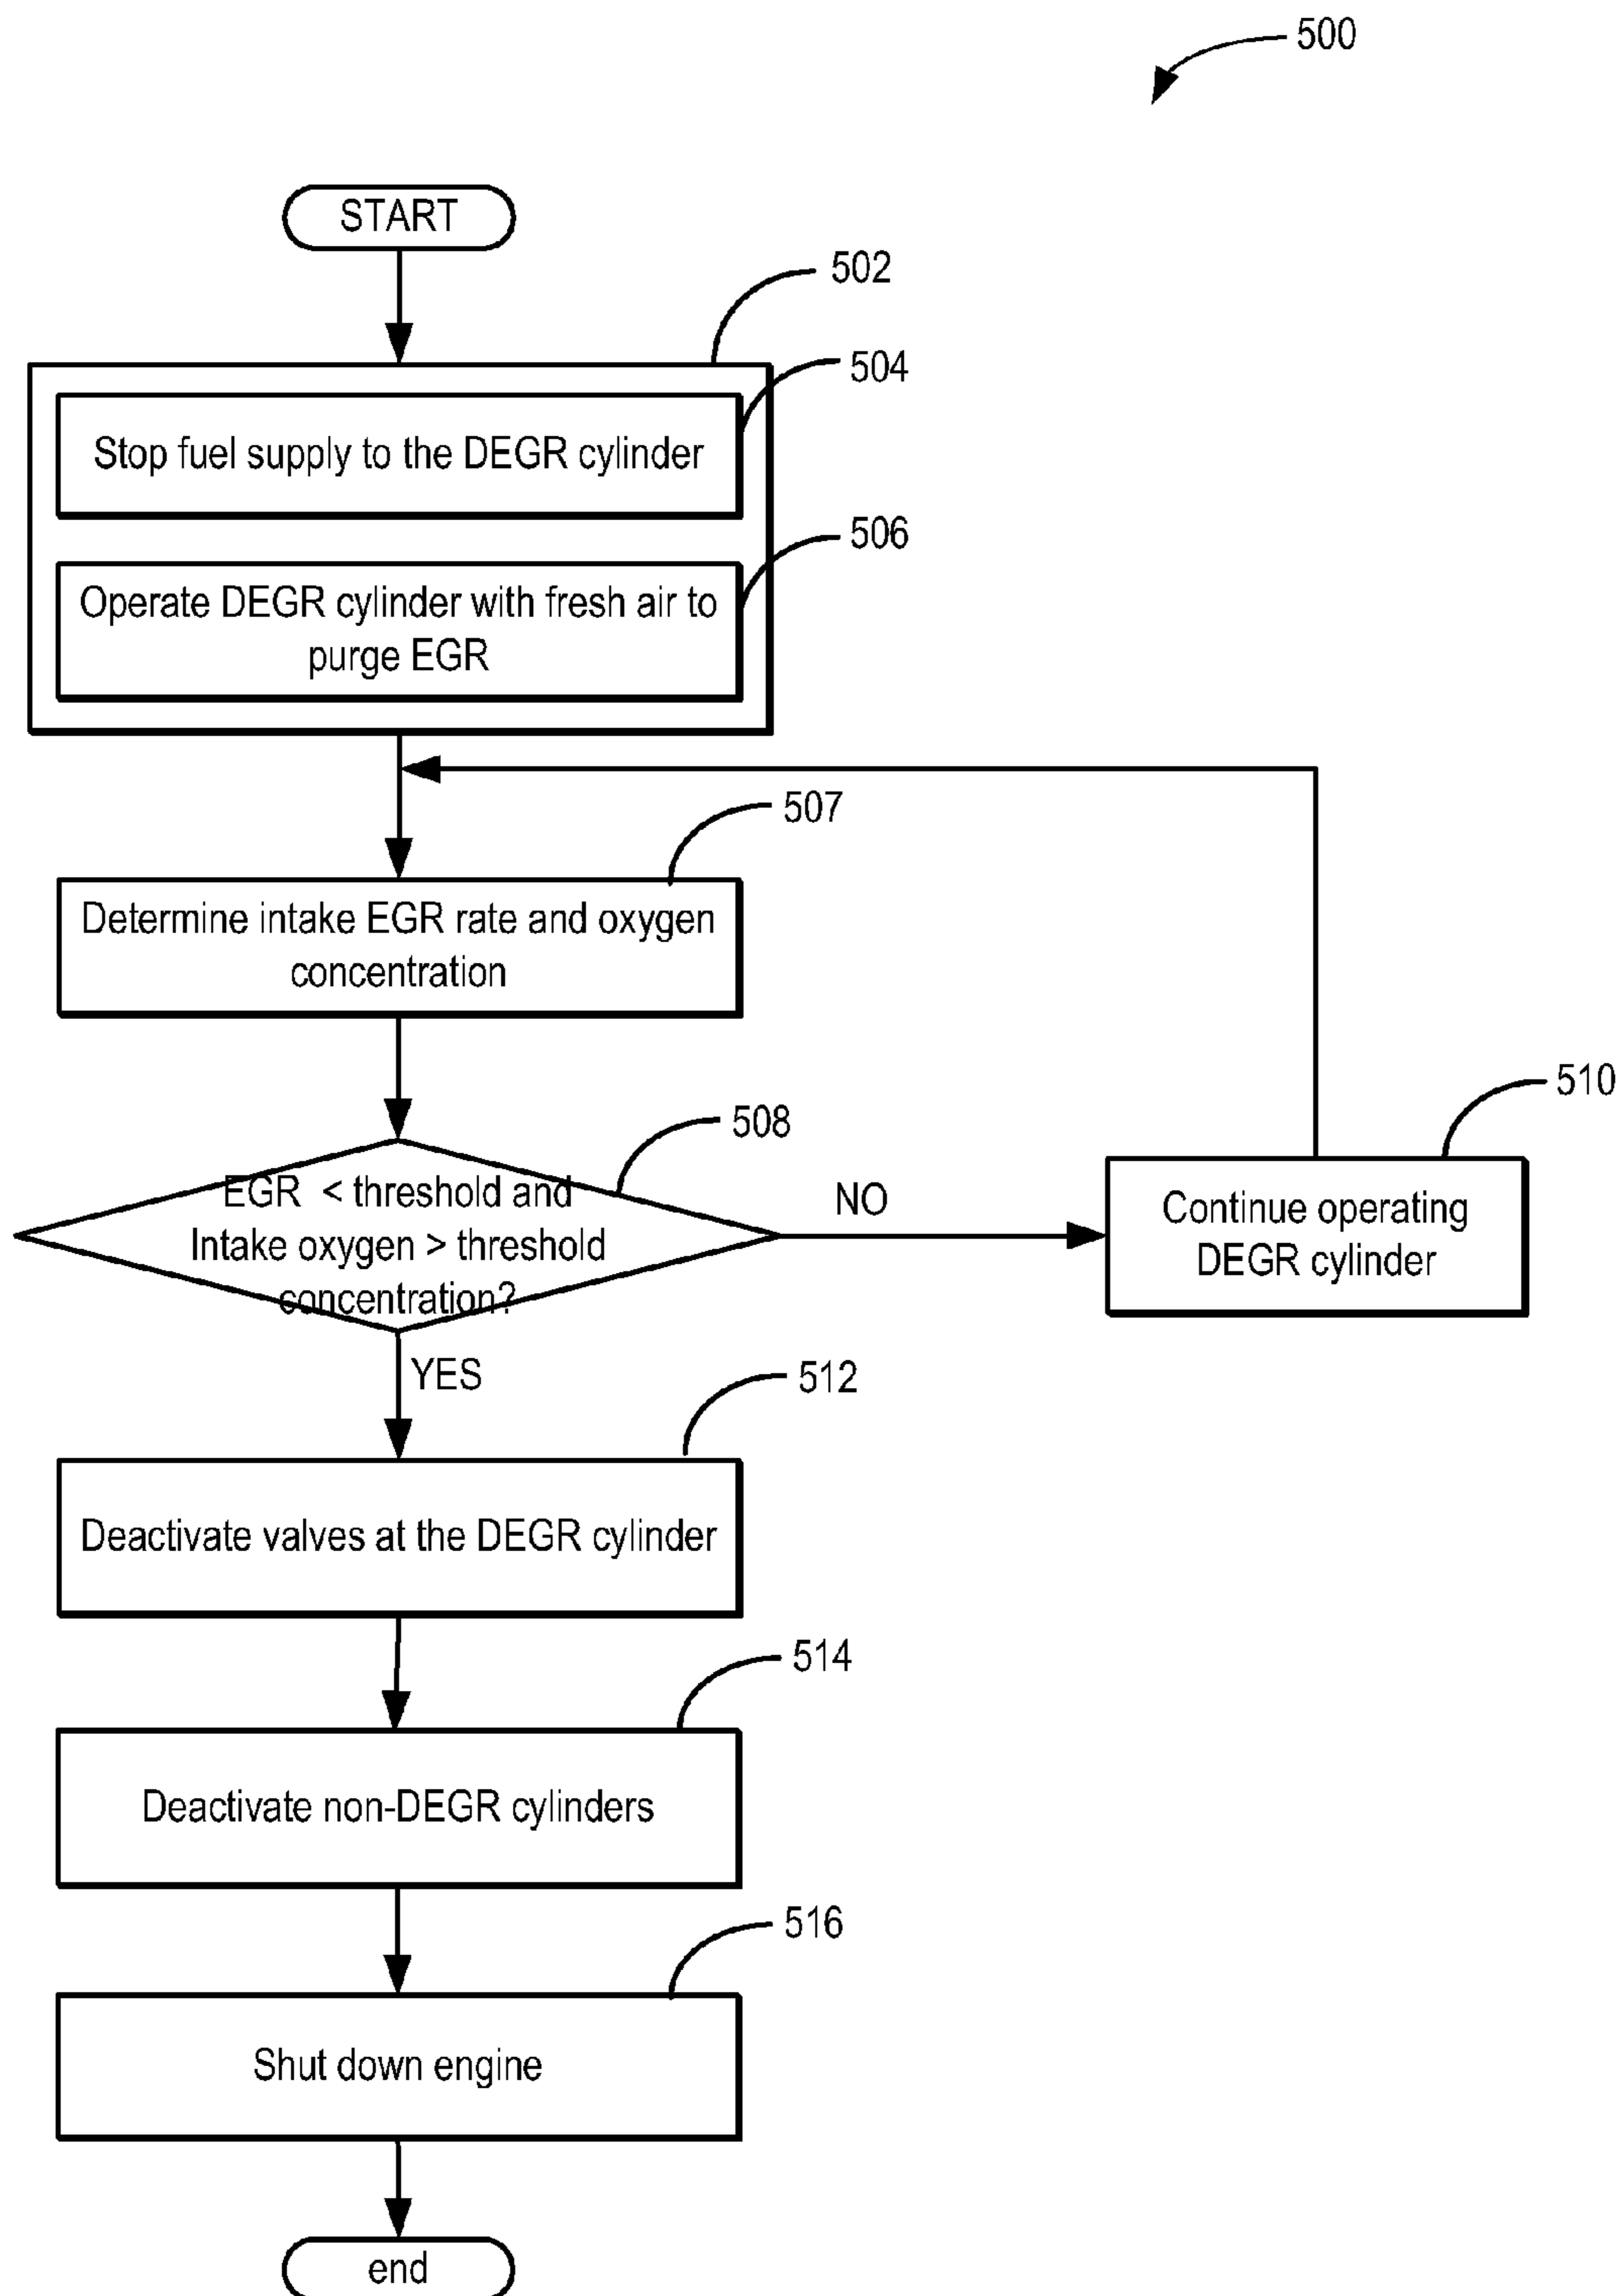 500
START
502
504
Stop fuel supply to the DEGR cylinder
506
Operate DEGR cylinder with fresh air to
purge EGR
507
Determine intake EGR rate and oxygen
concentration
508
EGR < threshold and
Intake oxygen > threshold
concentration?
NO
510
Continue operating
DEGR cylinder
YES
512
Deactivate valves at the DEGR cylinder
514
Deactivate non-DEGR cylinders
516
Shut down engine
end